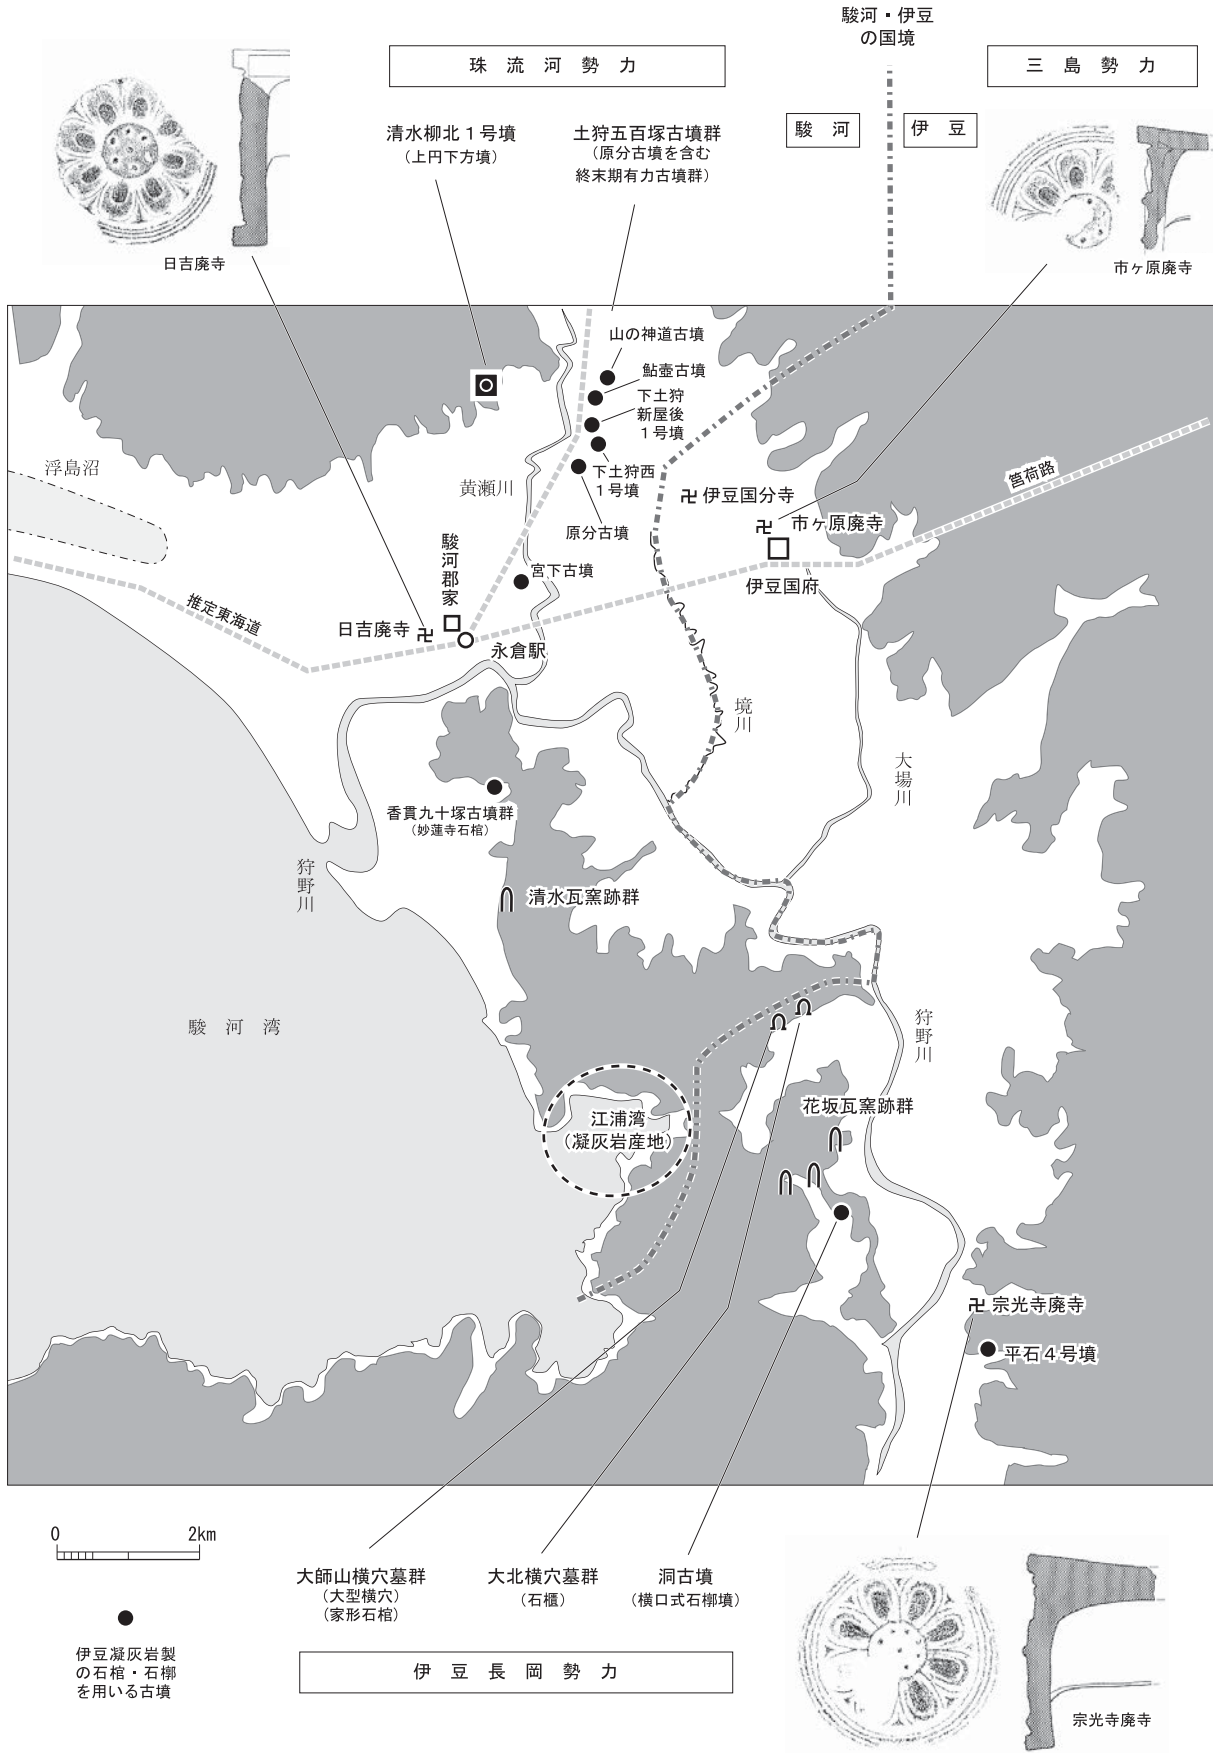 駿河・伊豆
の国境
珠流河勢力
三島勢力
清水柳北１号墳
（上円下方墳）
土狩五百塚古墳群
（原分古墳を含む
終末期有力古墳群）
駿河
伊豆
日吉廃寺
市ヶ原廃寺
山の神道古墳
鮎壺古墳
下土狩
新屋後
１号墳
下土狩西
１号墳
原分古墳
浮島沼
黄瀬川
伊豆国分寺
市ヶ原廃寺
筥荷路
伊豆国府
駿河郡家
宮下古墳
推定東海道
日吉廃寺
永倉駅
境川
大場川
香貫九十塚古墳群
（妙蓮寺石棺）
狩野川
清水瓦窯跡群
駿河湾
狩野川
江浦湾
（凝灰岩産地）
花坂瓦窯跡群
宗光寺廃寺
平石４号墳
0
2km
大師山横穴墓群
（大型横穴）
（家形石棺）
大北横穴墓群
（石櫃）
洞古墳
（横口式石槨墳）
伊豆凝灰岩製
の石棺・石槨
を用いる古墳
伊豆長岡勢力
宗光寺廃寺